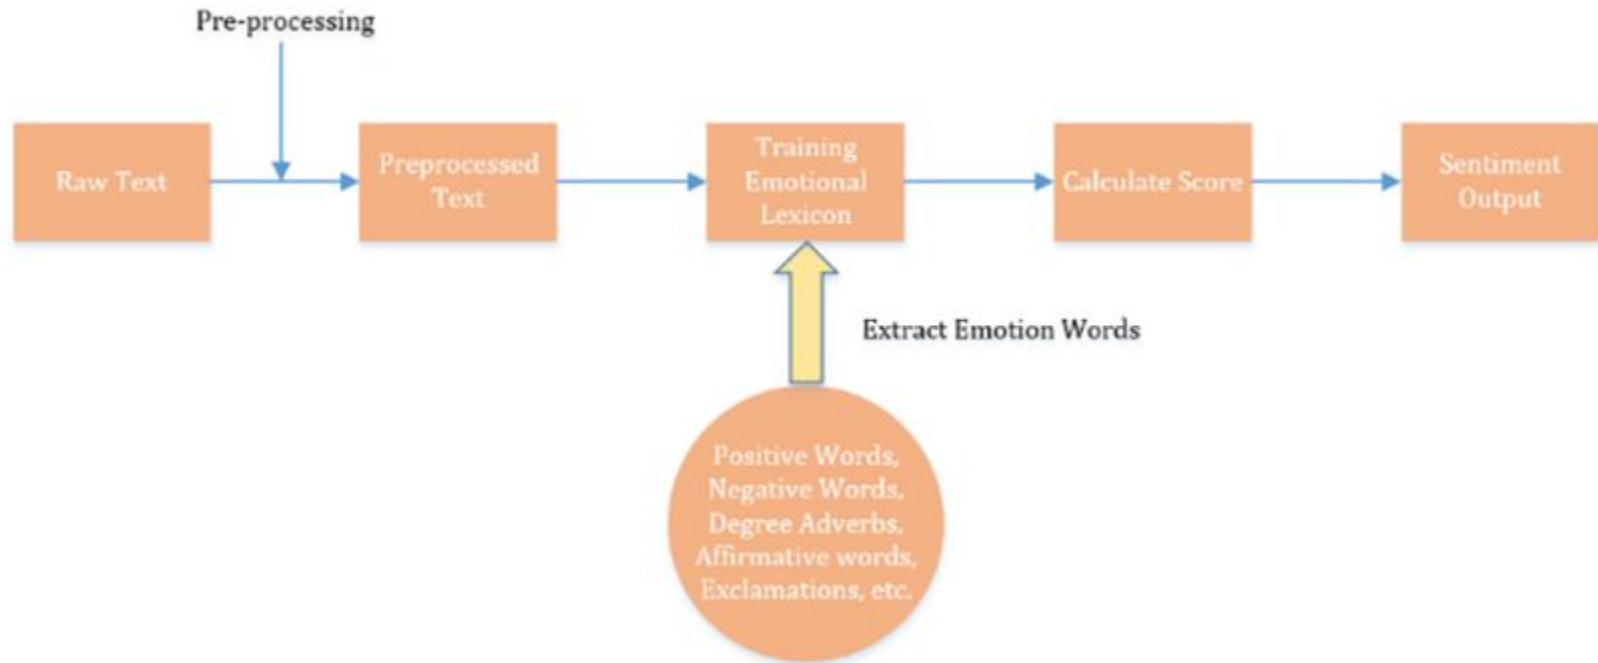 Pre-processing
Raw Text
Preprocessed
Text
Training
Emotional
Lexicon
Calculate Score
Sentiment
Output
Extract Emotion Words
Positive Words,
Negative Words,
Degree Adverbs,
Affirmative words,
Exclamations, etc.